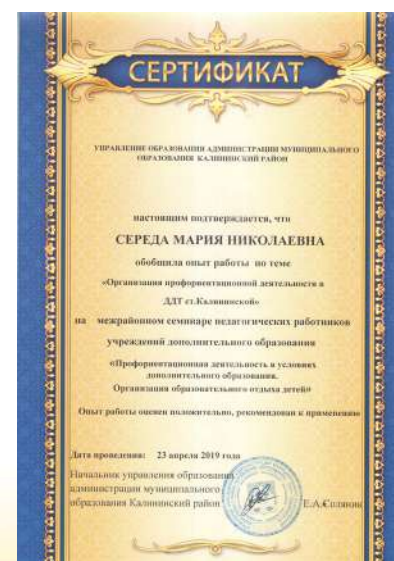 СЕРТИФИКАТ
УПРАВЛЕНИЕ ОБРАЗОВАНИЯ АДМИНИСТРАЦИИ МУНИЦИПАЛЬНОГО
ОБРАЗОВАНИЯ КАЛИНИНСКИЙ РАЙОН
настоящим подтверждается, что
СЕРЕДА МАРИЯ НИКОЛАЕВНА
обобщила опыт работы по теме
«Организация профориентационной деятельности в
ДДТ ст.Калининской»
на межрайонном семинаре педагогических работников
учреждений дополнительного образования
«Профориентационная деятельность в условиях
дополнительного образования.
Организация образовательного отдыха детей»
Опыт работы оценен положительно, рекомендован к применению
Дата проведения: 23 апреля 2019 года
Начальник управления образования
администрации муниципального
образования Калининский район Е.А.